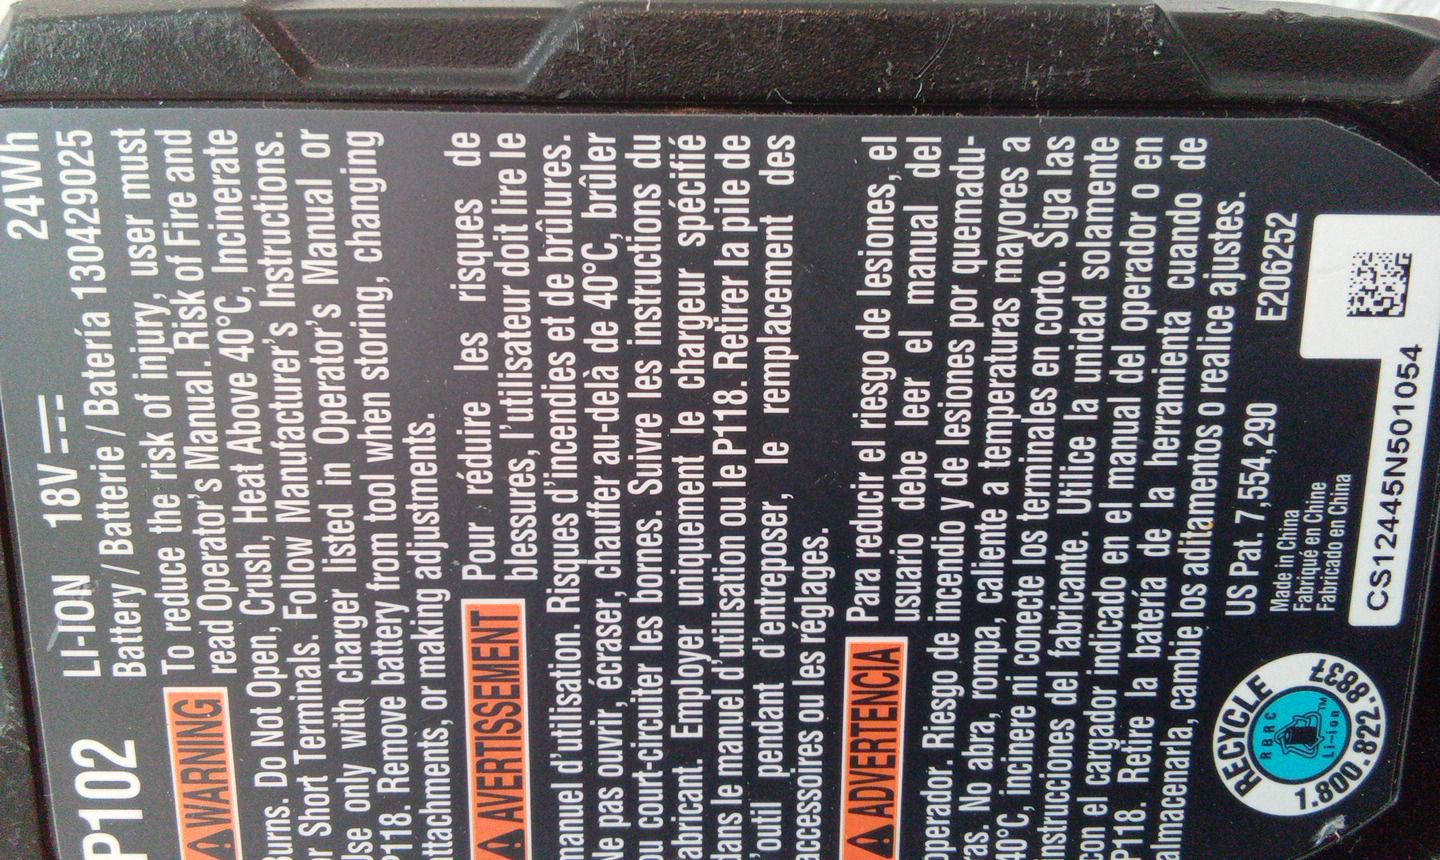 P102 LI-ION 18V 24Wh
Battery / Batterie / Batería 130429025
WARNING To reduce the risk of injury, user must
read Operator's Manual. Risk of Fire and
Burns. Do Not Open, Crush, Heat Above 40°C, Incinerate
or Short Terminals. Follow Manufacturer's Instructions.
Use only with charger listed in Operator's Manual or
P118. Remove battery from tool when storing, changing
attachments, or making adjustments.
AVERTISSEMENT Pour réduire les risques de
blessures, l'utilisateur doit lire le
manuel d'utilisation. Risques d'incendies et de brûlures.
Ne pas ouvrir, écraser, chauffer au-delà de 40°C, brûler
ou court-circuiter les bornes. Suivre les instructions du
fabricant. Employer uniquement le chargeur spécifié
dans le manuel d'utilisation ou le P118. Retirer la pile de
l'outil pendant d'entreposer, le remplacement des
accessoires ou les réglages.
ADVERTENCIA Para reducir el riesgo de lesiones, el
usuario debe leer el manual del
operador. Riesgo de incendio y de lesiones por quemadu-
ras. No abra, rompa, caliente a temperaturas mayores a
40°C, incinere ni conecte los terminales en corto. Siga las
instrucciones del fabricante. Utilice la unidad solamente
con el cargador indicado en el manual del operador o en
P118. Retire la batería de la herramienta cuando de
almacenarla, cambie los aditamentos o realice ajustes.
US Pat. 7,554,290 E206252
Made in China
Fabriqué en Chine
Fabricado en China
CS12445N501054
RECYCLE
RBRC
Li-ion
TM
1.800.822.8837